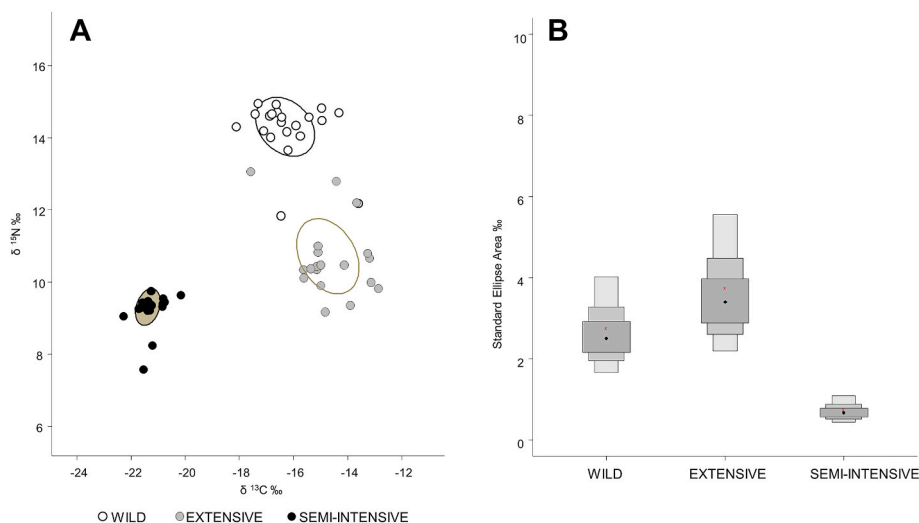 A
16
14
12
10
8
6
δ 15N ‰
-24 -22 -20 -18 -16 -14 -12
δ 13C ‰
WILD EXTENSIVE SEMI-INTENSIVE
B
10
8
6
4
2
0
Standard Ellipse Area ‰
WILD EXTENSIVE SEMI-INTENSIVE